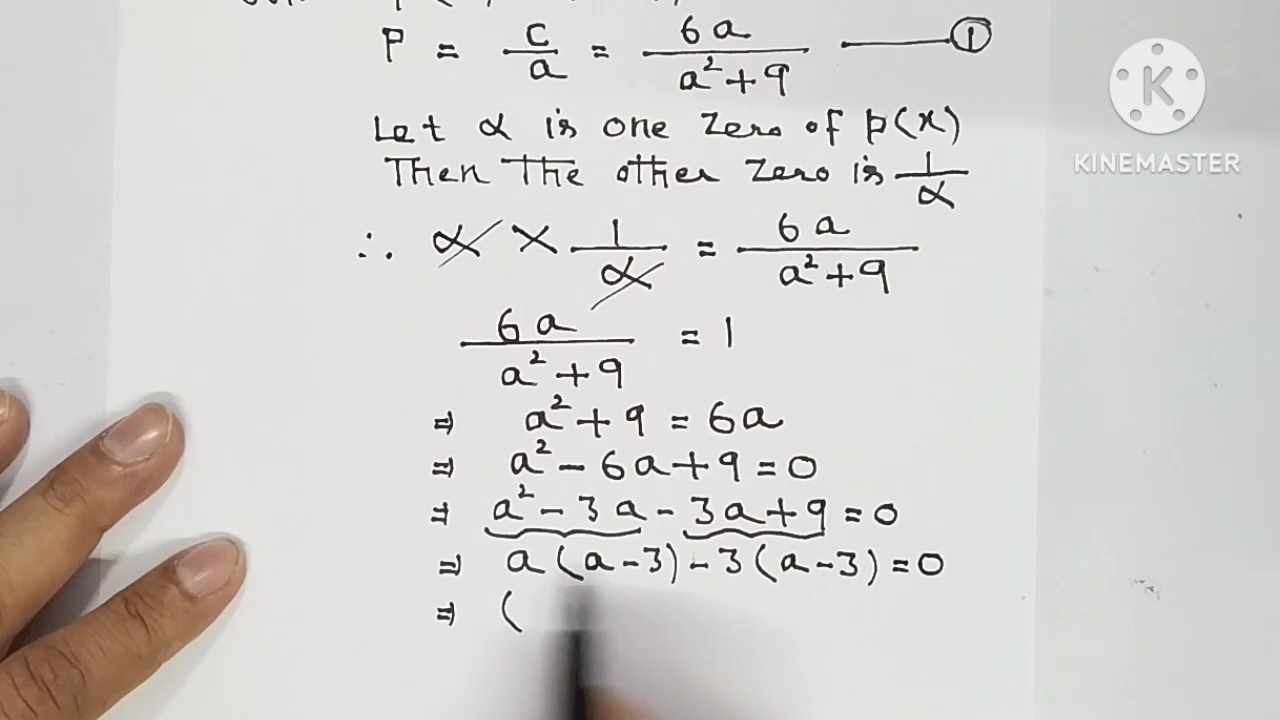 P = c/a = 6a/(a²+9) ——— ①
Let α is one zero of p(x)
Then The other zero is 1/α
∴ α × 1/α = 6a/(a²+9)
6a/(a²+9) = 1
⇒ a²+9 = 6a
⇒ a²-6a+9=0
⇒ a²-3a-3a+9=0
⇒ a(a-3)-3(a-3)=0
⇒ (
K
KINEMASTER